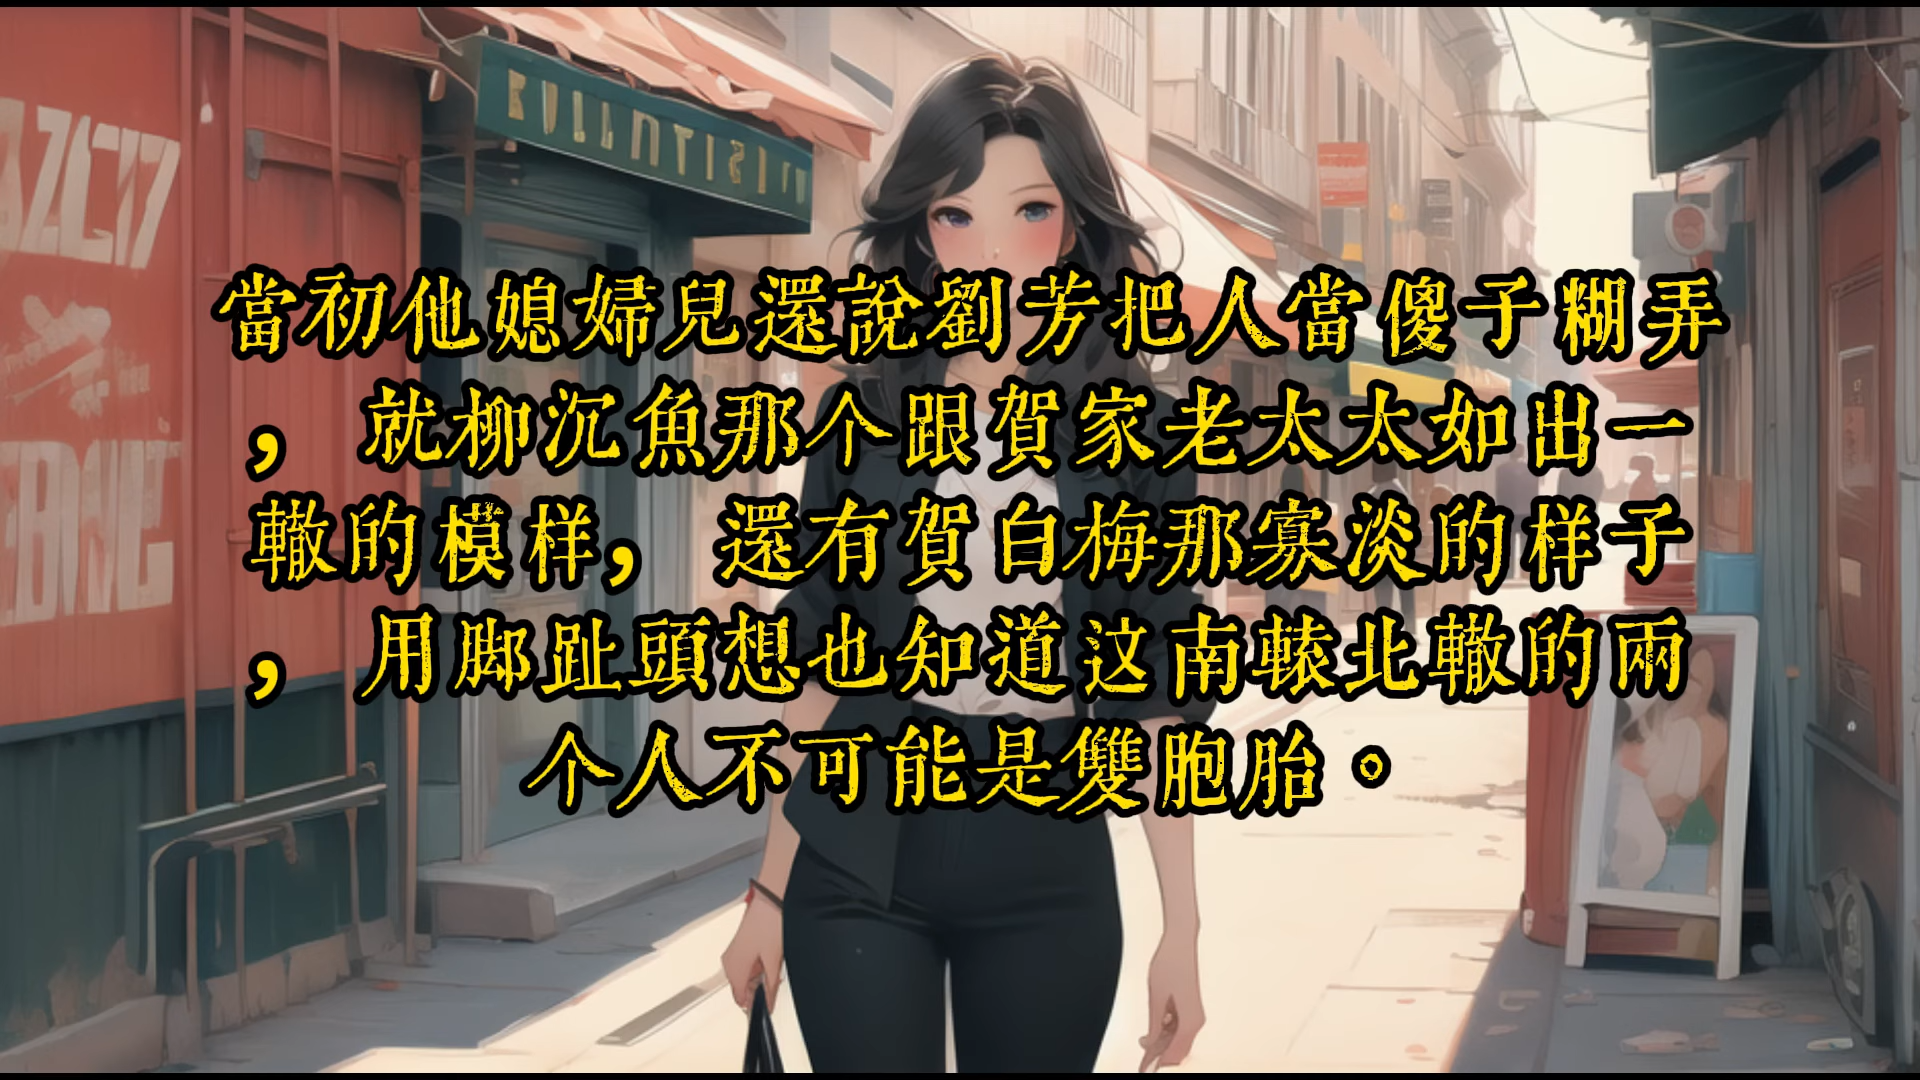 當初他媳婦兒還說劉芳把人當傻子糊弄
，就柳沉魚那个跟賀家老太太如出一
轍的模样，還有賀白梅那寡淡的样子
，用脚趾頭想也知道这南轅北轍的兩
个人不可能是雙胞胎。